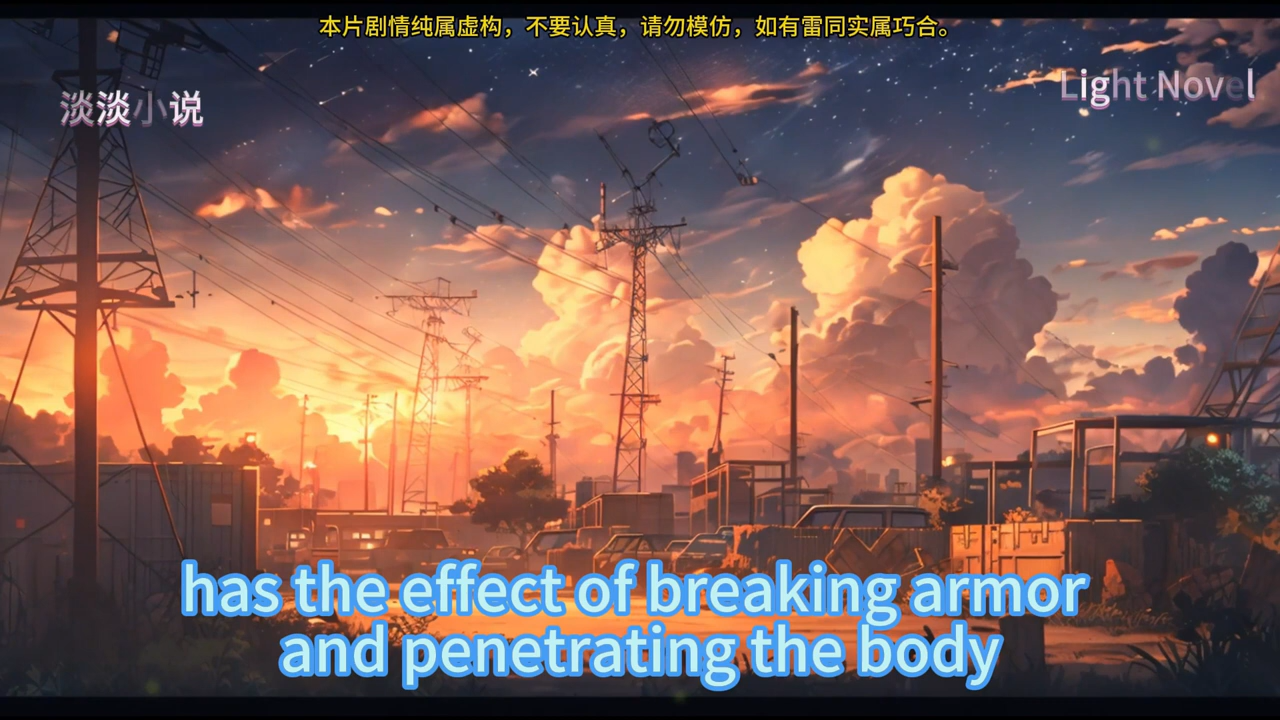 本片剧情纯属虚构，不要认真，请勿模仿，如有雷同实属巧合。
淡淡小说
Light Novel
has the effect of breaking armor
and penetrating the body